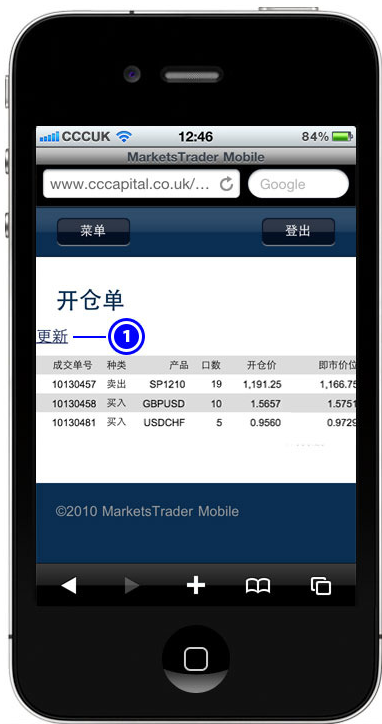 CCCUK 12:46 84%
MarketsTrader Mobile
www.cccapital.co.uk/... Google
菜单 登出
开仓单
更新 1
成交单号 种类 产品 口数 开仓价 即市价位
10130457 卖出 SP1210 19 1,191.25 1,166.75
10130458 买入 GBPUSD 10 1.5657 1.5751
10130481 买入 USDCHF 5 0.9560 0.9729
©2010 MarketsTrader Mobile